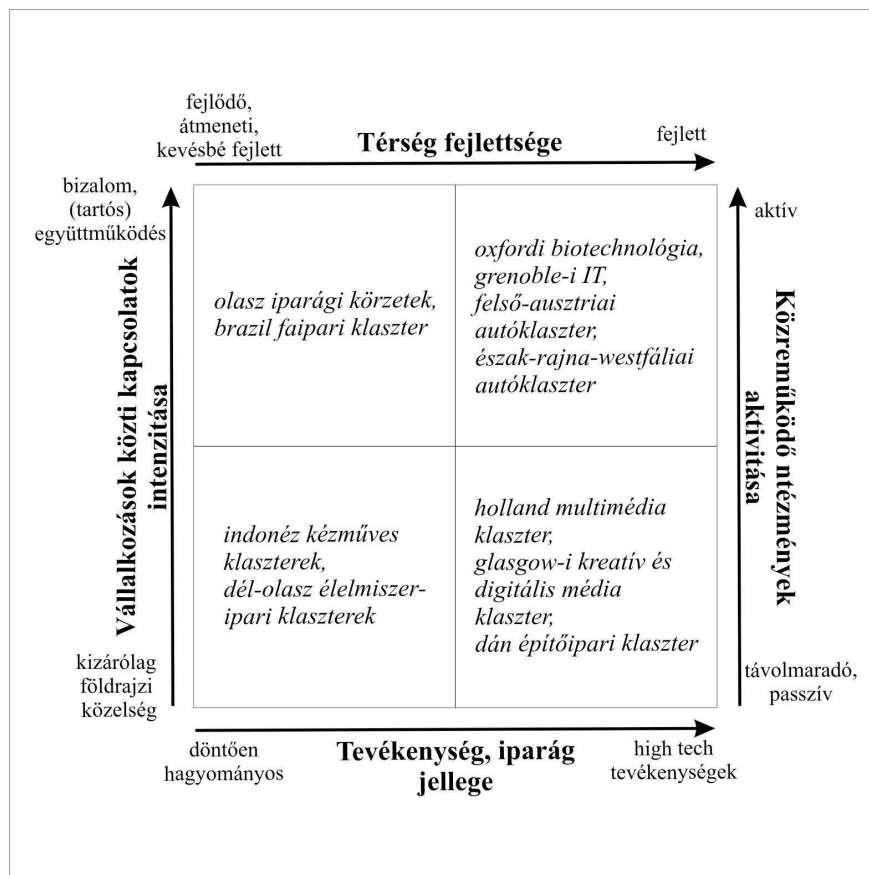 fejlődő,
átmeneti,
kevésbé fejlett
Térség fejlettsége
fejlett
bizalom,
(tartós)
együttműködés
aktív
Vállalkozások közti kapcsolatok
intenzitása
olasz iparági körzetek,
brazil faipari klaszter
oxfordi biotechnológia,
grenoble-i IT,
felső-ausztriai
autóklaszter,
észak-rajna-westfáliai
autóklaszter
Közreműködő ntézmények
aktivitása
indonéz kézműves
klaszterek,
dél-olasz élelmiszer-
ipari klaszterek
holland multimédia
klaszter,
glasgow-i kreatív és
digitális média
klaszter,
dán építőipari klaszter
kizárólag
földrajzi
közelség
távolmaradó,
passzív
döntően
hagyományos
Tevékenység, iparág
jellege
high tech
tevékenységek